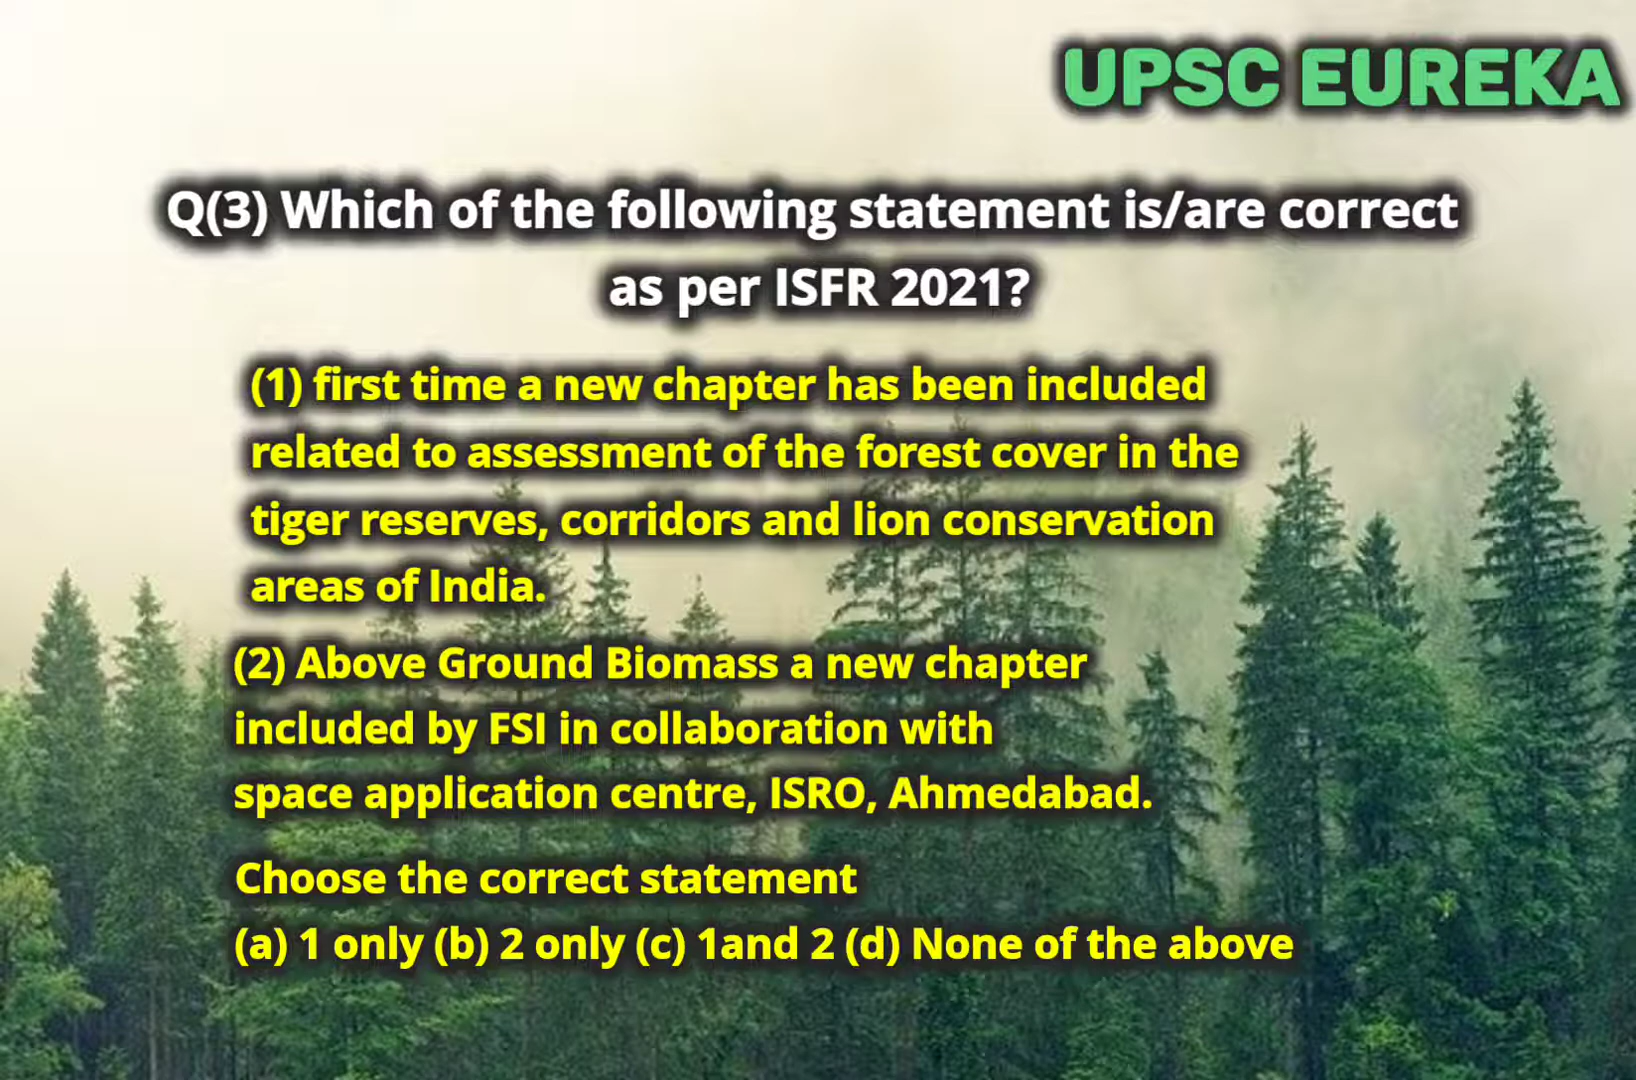 UPSC EUREKA
Q(3) Which of the following statement is/are correct
as per ISFR 2021?
(1) first time a new chapter has been included
related to assessment of the forest cover in the
tiger reserves, corridors and lion conservation
areas of India.
(2) Above Ground Biomass a new chapter
included by FSI in collaboration with
space application centre, ISRO, Ahmedabad.
Choose the correct statement
(a) 1 only (b) 2 only (c) 1and 2 (d) None of the above